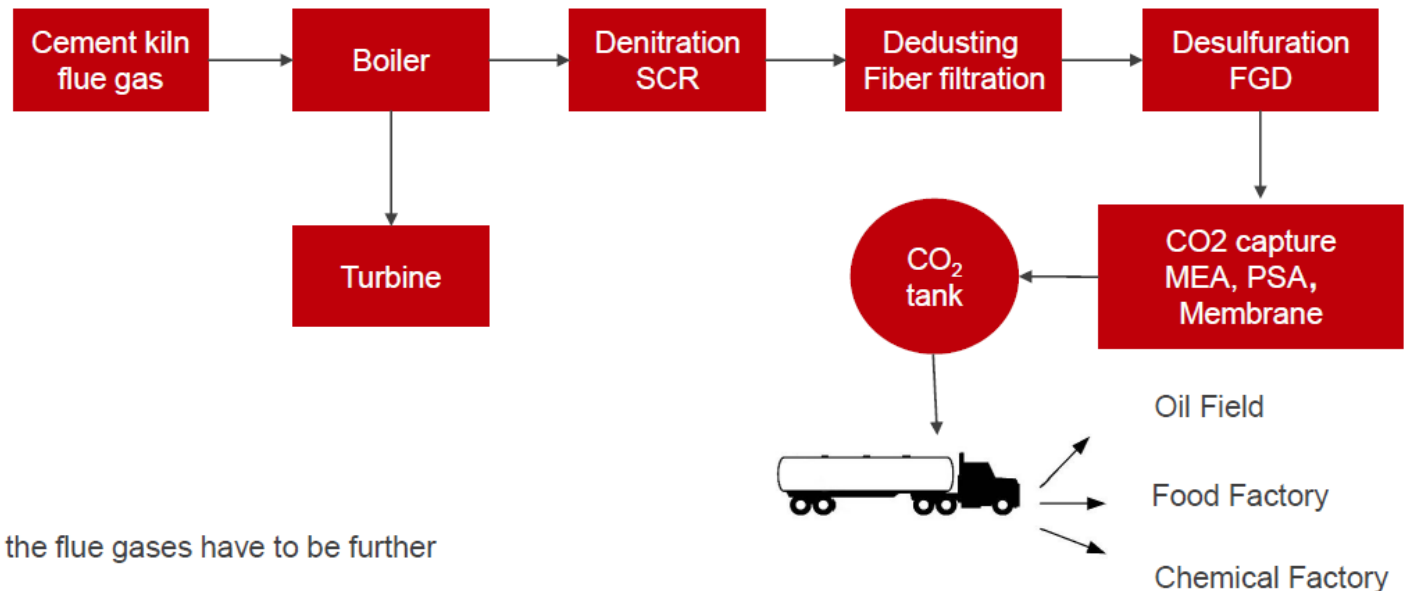 Cement kiln
flue gas
Boiler
Denitration
SCR
Dedusting
Fiber filtration
Desulfuration
FGD
Turbine
CO₂
tank
CO2 capture
MEA, PSA，
Membrane
Oil Field
Food Factory
Chemical Factory
the flue gases have to be further